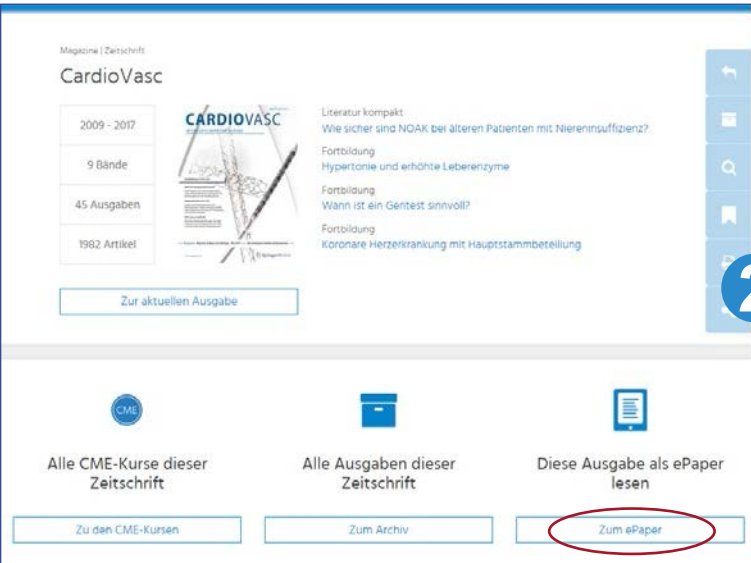 Magazine | Zeitschrift
CardioVasc
2009 - 2017
9 Bände
45 Ausgaben
1982 Artikel
CARDIOVASC
Literatur kompakt
Wie sicher sind NOAK bei älteren Patienten mit Niereninsuffizienz?
Fortbildung
Hypertonie und erhöhte Leberenzyme
Fortbildung
Wann ist ein Gentest sinnvoll?
Fortbildung
Koronare Herzerkrankung mit Hauptstammbeteiligung
Zur aktuellen Ausgabe
2
CME
Alle CME-Kurse dieser
Zeitschrift
Zu den CME-Kursen
Alle Ausgaben dieser
Zeitschrift
Zum Archiv
Diese Ausgabe als ePaper
lesen
Zum ePaper